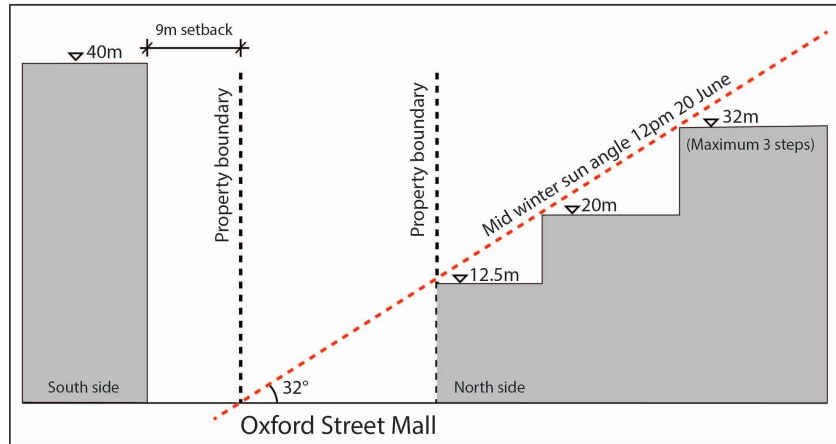 9m setback
40m
Property boundary
Property boundary
Mid winter sun angle 12pm 20 June
32m
(Maximum 3 steps)
20m
12.5m
South side
32°
North side
Oxford Street Mall